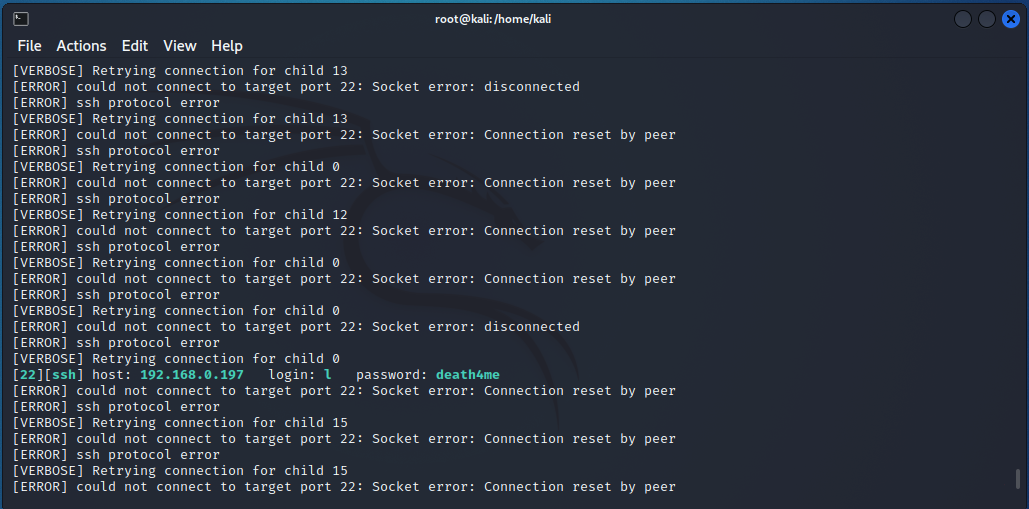 root@kali: /home/kali
File Actions Edit View Help
[VERBOSE] Retrying connection for child 13
[ERROR] could not connect to target port 22: Socket error: disconnected
[ERROR] ssh protocol error
[VERBOSE] Retrying connection for child 13
[ERROR] could not connect to target port 22: Socket error: Connection reset by peer
[ERROR] ssh protocol error
[VERBOSE] Retrying connection for child 0
[ERROR] could not connect to target port 22: Socket error: Connection reset by peer
[ERROR] ssh protocol error
[VERBOSE] Retrying connection for child 12
[ERROR] could not connect to target port 22: Socket error: Connection reset by peer
[ERROR] ssh protocol error
[VERBOSE] Retrying connection for child 0
[ERROR] could not connect to target port 22: Socket error: Connection reset by peer
[ERROR] ssh protocol error
[VERBOSE] Retrying connection for child 0
[ERROR] could not connect to target port 22: Socket error: disconnected
[ERROR] ssh protocol error
[VERBOSE] Retrying connection for child 0
[22][ssh] host: 192.168.0.197   login: l   password: death4me
[ERROR] could not connect to target port 22: Socket error: Connection reset by peer
[ERROR] ssh protocol error
[VERBOSE] Retrying connection for child 15
[ERROR] could not connect to target port 22: Socket error: Connection reset by peer
[ERROR] ssh protocol error
[VERBOSE] Retrying connection for child 15
[ERROR] could not connect to target port 22: Socket error: Connection reset by peer